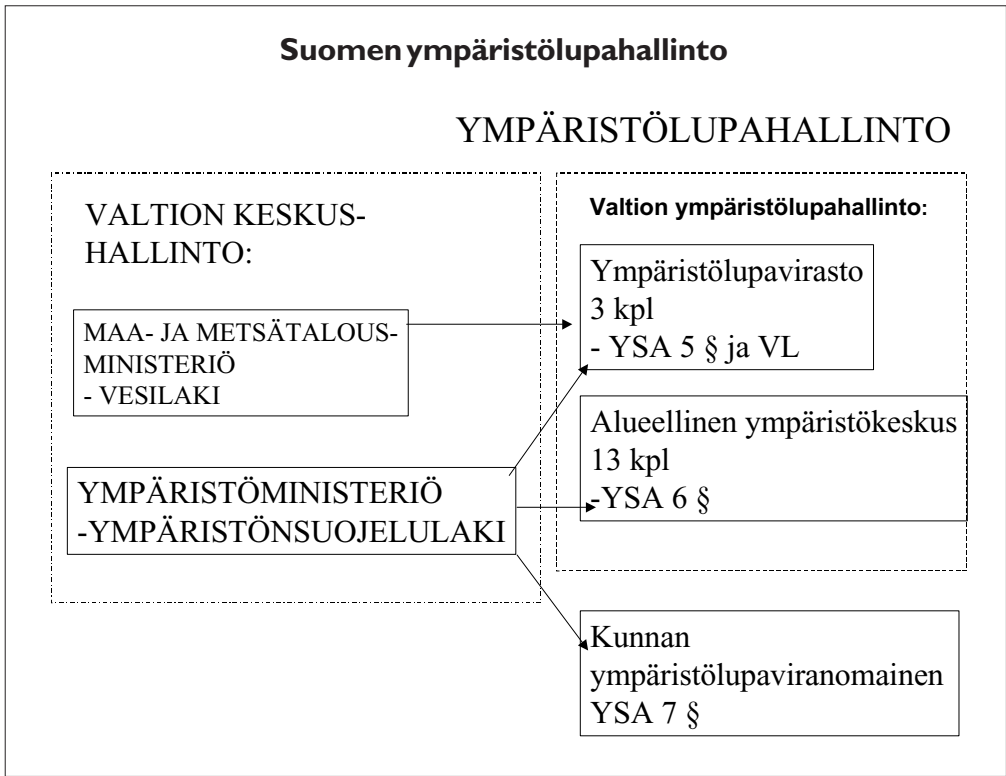 Suomen ympäristölupahallinto
YMPÄRISTÖLUPAHALLINTO
VALTION KESKUS-
HALLINTO:
MAA- JA METSÄTALOUS-
MINISTERIÖ
- VESILAKI
YMPÄRISTÖMINISTERIÖ
-YMPÄRISTÖNSUOJELULAKI
Valtion ympäristölupahallinto:
Ympäristölupavirasto
3 kpl
- YSA 5 § ja VL
Alueellinen ympäristökeskus
13 kpl
-YSA 6 §
Kunnan
ympäristölupaviranomainen
YSA 7 §